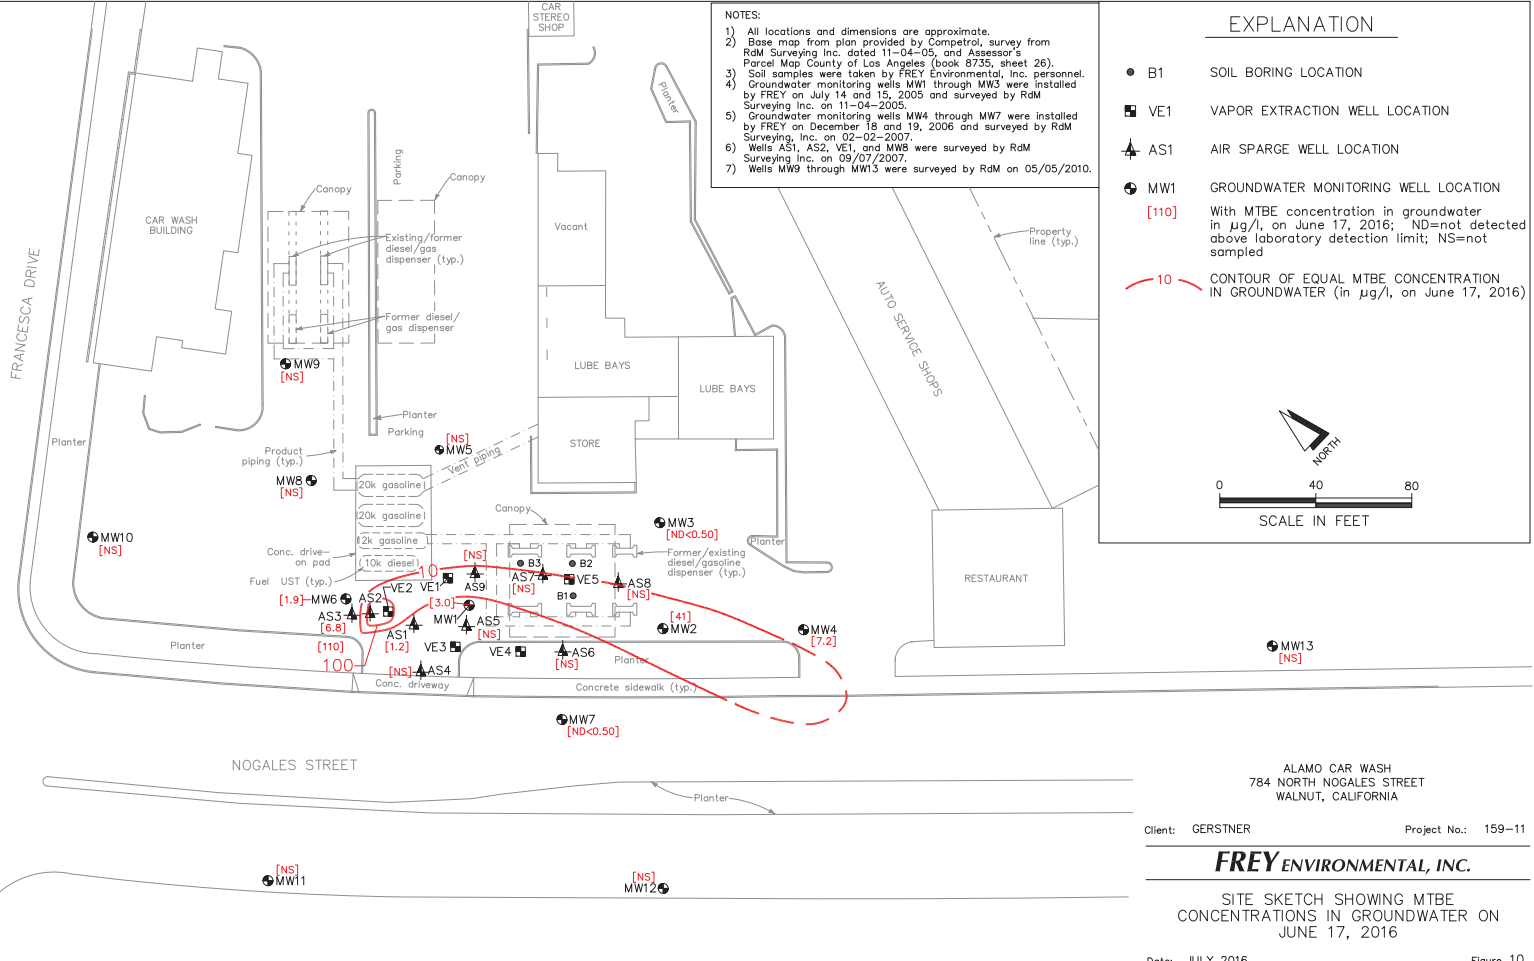 CAR
STEREO
SHOP
NOTES:
1) All locations and dimensions are approximate.
2) Base map from plan provided by Competrol, survey from
RdM Surveying Inc. dated 11-04-05, and Assessor's
Parcel Map County of Los Angeles (book 8735, sheet 26).
3) Soil samples were taken by FREY Environmental, Inc. personnel.
4) Groundwater monitoring wells MW1 through MW3 were installed
by FREY on July 14 and 15, 2005 and surveyed by RdM
Surveying Inc. on 11-04-2005.
5) Groundwater monitoring wells MW4 through MW7 were installed
by FREY on December 18 and 19, 2006 and surveyed by RdM
Surveying, Inc. on 02-02-2007.
6) Wells AS1, AS2, VE1, and MW8 were surveyed by RdM
Surveying Inc. on 09/07/2007.
7) Wells MW9 through MW13 were surveyed by RdM on 05/05/2010.
EXPLANATION
B1 SOIL BORING LOCATION
VE1 VAPOR EXTRACTION WELL LOCATION
AS1 AIR SPARGE WELL LOCATION
MW1 GROUNDWATER MONITORING WELL LOCATION
[110] With MTBE concentration in groundwater
in µg/l, on June 17, 2016; ND=not detected
above laboratory detection limit; NS=not
sampled
10 CONTOUR OF EQUAL MTBE CONCENTRATION
IN GROUNDWATER (in µg/l, on June 17, 2016)
NORTH
0 40 80
SCALE IN FEET
Planter
Parking
Canopy
Canopy
CAR WASH
BUILDING
Existing/former
diesel/gas
dispenser (typ.)
Former diesel/
gas dispenser
Vacant
Property
line (typ.)
AUTO SERVICE SHOPS
FRANCESCA DRIVE
MW9
[NS]
LUBE BAYS
LUBE BAYS
Planter
Parking
Planter
Product
piping (typ.)
[NS]
MW5
Vent piping
STORE
MW8
[NS]
20k gasoline
20k gasoline
12k gasoline
10k diesel
Canopy
MW3
[ND<0.50]
Planter
MW10
[NS]
Conc. drive-
on pad
Fuel UST (typ.)
Former/existing
diesel/gasoline
dispenser (typ.)
10
[NS]
AS9
B3
B2
AS7
[NS]
VE5
B1
AS8
[NS]
VE1
VE2
AS2
[1.9]
MW6
AS3
[6.8]
[3.0]
MW1
AS5
[NS]
AS1
[1.2]
[110]
100
VE3
VE4
AS6
[NS]
[NS]
AS4
[41]
MW2
MW4
[7.2]
RESTAURANT
MW13
[NS]
Planter
Planter
Conc. driveway
Concrete sidewalk (typ.)
MW7
[ND<0.50]
NOGALES STREET
Planter
[NS]
MW11
[NS]
MW12
ALAMO CAR WASH
784 NORTH NOGALES STREET
WALNUT, CALIFORNIA
Client: GERSTNER Project No.: 159-11
FREY ENVIRONMENTAL, INC.
SITE SKETCH SHOWING MTBE
CONCENTRATIONS IN GROUNDWATER ON
JUNE 17, 2016
Date: JULY 2016 Figure 10